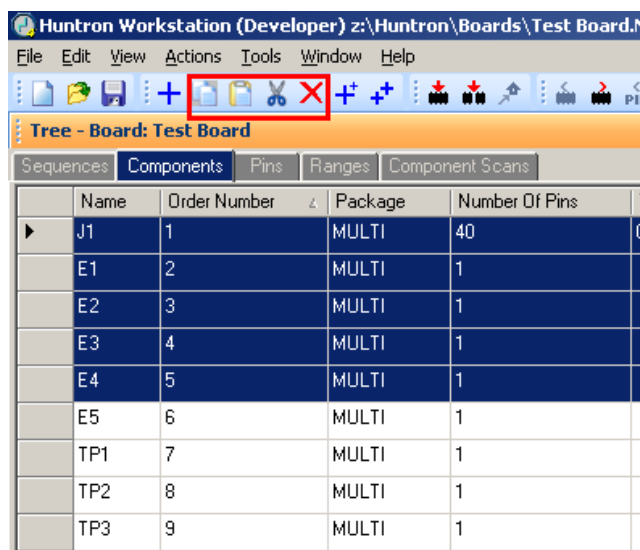 Huntron Workstation (Developer) z:\Huntron\Boards\Test Board.
File Edit View Actions Tools Window Help
Tree - Board: Test Board
Sequences Components Pins Ranges Component Scans
Name Order Number Package Number Of Pins
J1 1 MULTI 40
E1 2 MULTI 1
E2 3 MULTI 1
E3 4 MULTI 1
E4 5 MULTI 1
E5 6 MULTI 1
TP1 7 MULTI 1
TP2 8 MULTI 1
TP3 9 MULTI 1